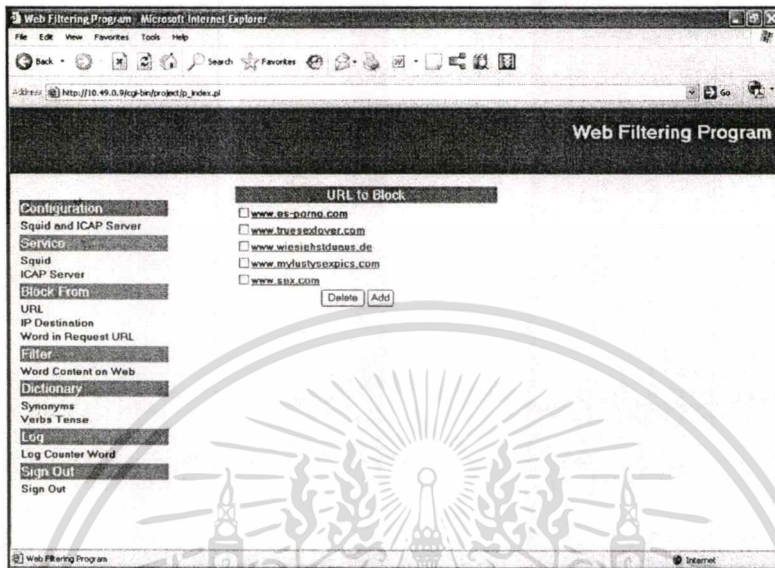 Web Filtering Program - Microsoft Internet Explorer
File Edit View Favorites Tools Help
Back Search Favorites
Address http://10.49.0.9/cgi-bin/project/p_index.pl Go
Web Filtering Program
Configuration
Squid and ICAP Server
Service
Squid
ICAP Server
Block From
URL
IP Destination
Word in Request URL
Filter
Word Content on Web
Dictionary
Synonyms
Verbs Tense
Log
Log Counter Word
Sign Out
Sign Out
URL to Block
www.es-porno.com
www.truesexlover.com
www.wiesiehstduaus.de
www.mylustysexpics.com
www.sex.com
Delete Add
Web Filtering Program Internet